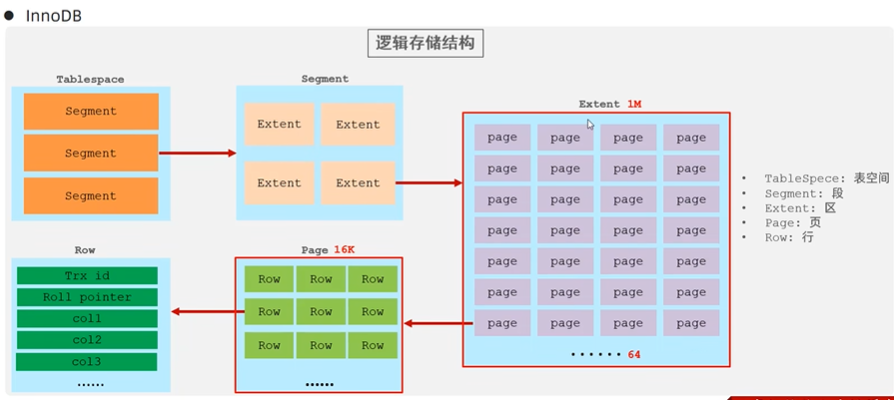 ● InnoDB
逻辑存储结构
Tablespace
Segment
Segment
Segment
Segment
Extent Extent
Extent Extent
Extent 1M
page page page page
page page page page
page page page page
page page page page
page page page page
page page page page
page page page page
······ 64
• TableSpece: 表空间
• Segment: 段
• Extent: 区
• Page: 页
• Row: 行
Row
Trx id
Roll pointer
col1
col2
col3
······
Page 16K
Row Row Row
Row Row Row
Row Row Row
······